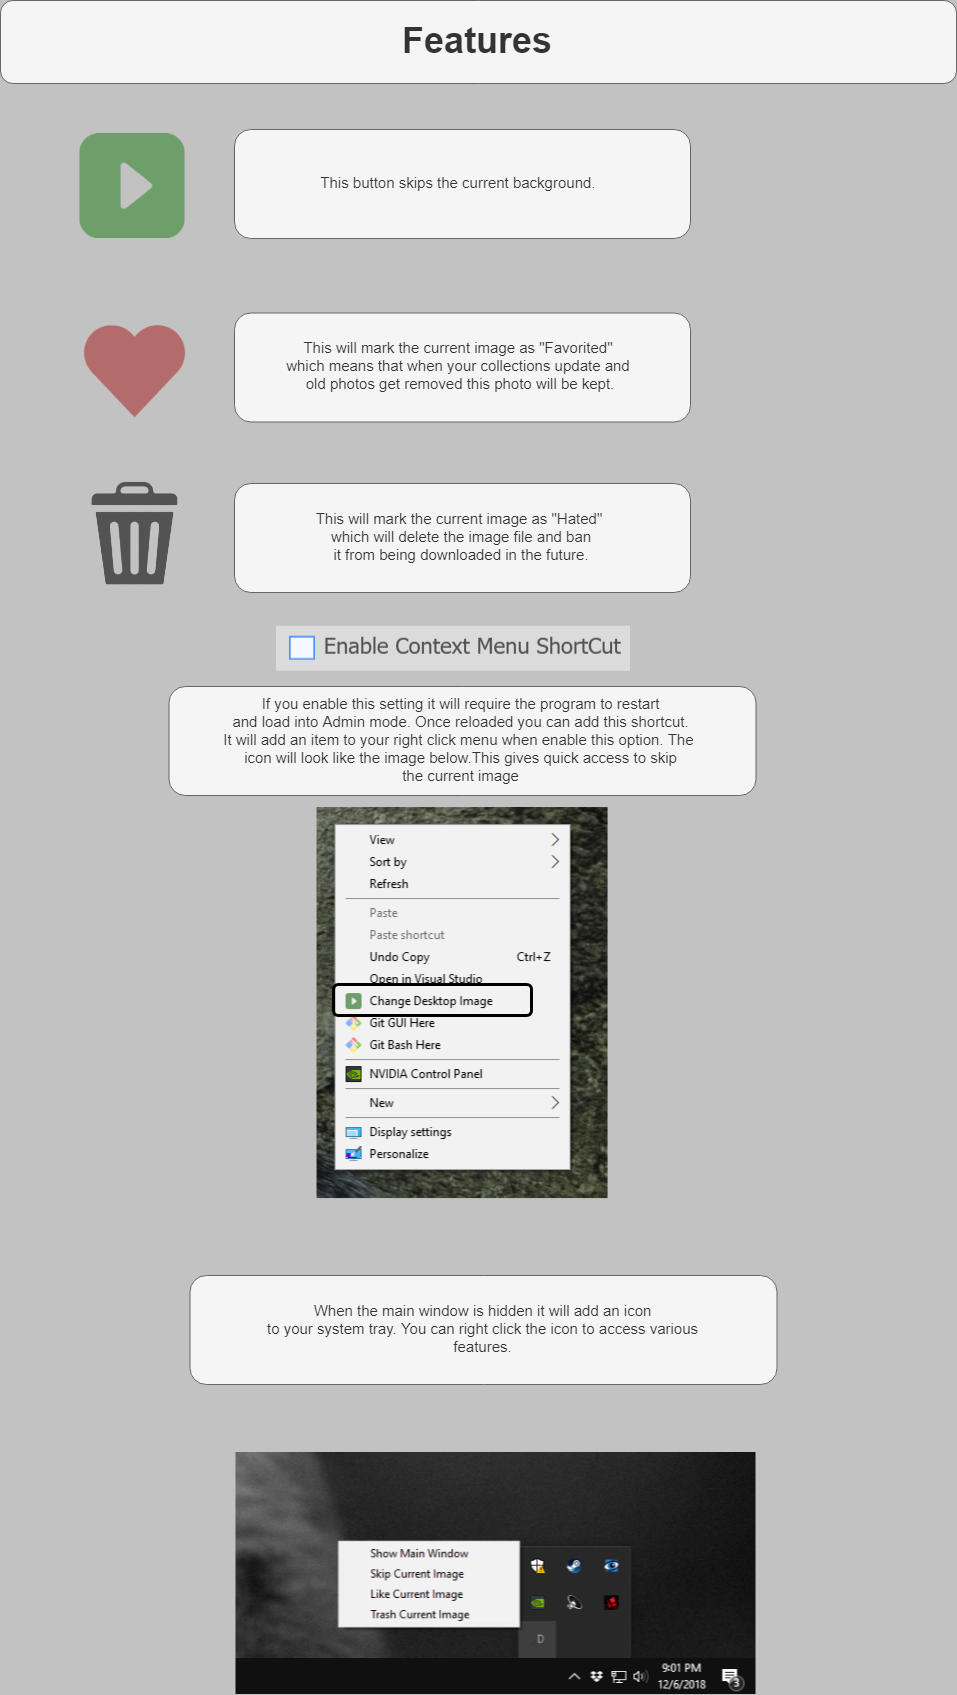 Features
This button skips the current background.
This will mark the current image as "Favorited"
which means that when your collections update and
old photos get removed this photo will be kept.
This will mark the current image as "Hated"
which will delete the image file and ban
it from being downloaded in the future.
Enable Context Menu ShortCut
If you enable this setting it will require the program to restart
and load into Admin mode. Once reloaded you can add this shortcut.
It will add an item to your right click menu when enable this option. The
icon will look like the image below.This gives quick access to skip
the current image
View
Sort by
Refresh
Paste
Paste shortcut
Undo Copy Ctrl+Z
Open in Visual Studio
Change Desktop Image
Git GUI Here
Git Bash Here
NVIDIA Control Panel
New
Display settings
Personalize
When the main window is hidden it will add an icon
to your system tray. You can right click the icon to access various
features.
Show Main Window
Skip Current Image
Like Current Image
Trash Current Image
D
9:01 PM
12/6/2018
3